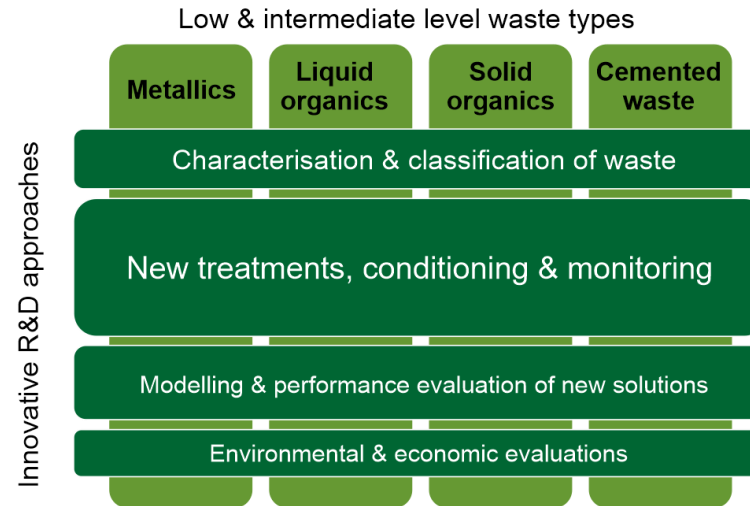 Low & intermediate level waste types
Metallics
Liquid
organics
Solid
organics
Cemented
waste
Innovative R&D approaches
Characterisation & classification of waste
New treatments, conditioning & monitoring
Modelling & performance evaluation of new solutions
Environmental & economic evaluations